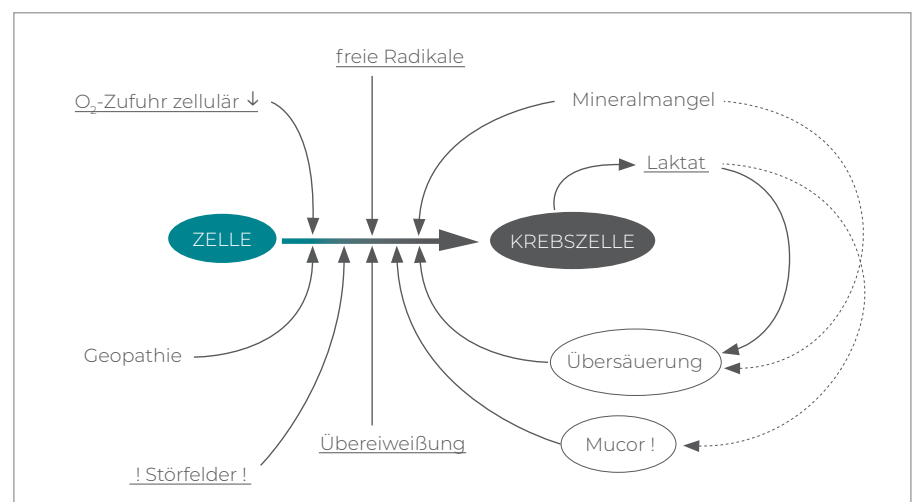 freie Radikale
O₂-Zufuhr zellulär ↓
Mineralmangel
Laktat
ZELLE
KREBSZELLE
Geopathie
Übersäuerung
Übereiweißung
Mucor !
! Störfelder !